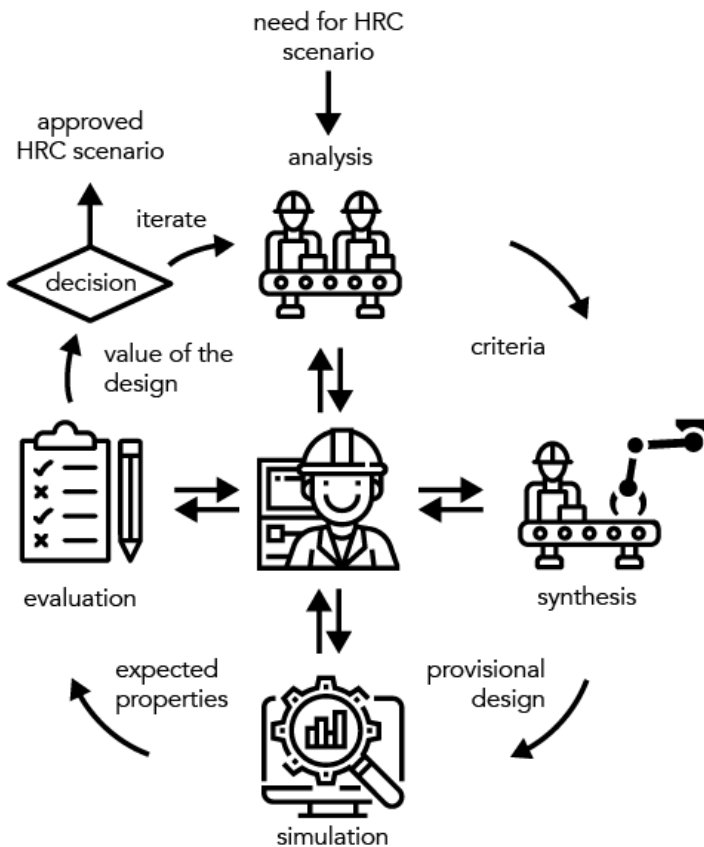 need for HRC
scenario
approved
HRC scenario
analysis
iterate
decision
value of the
design
criteria
evaluation
synthesis
expected
properties
provisional
design
simulation